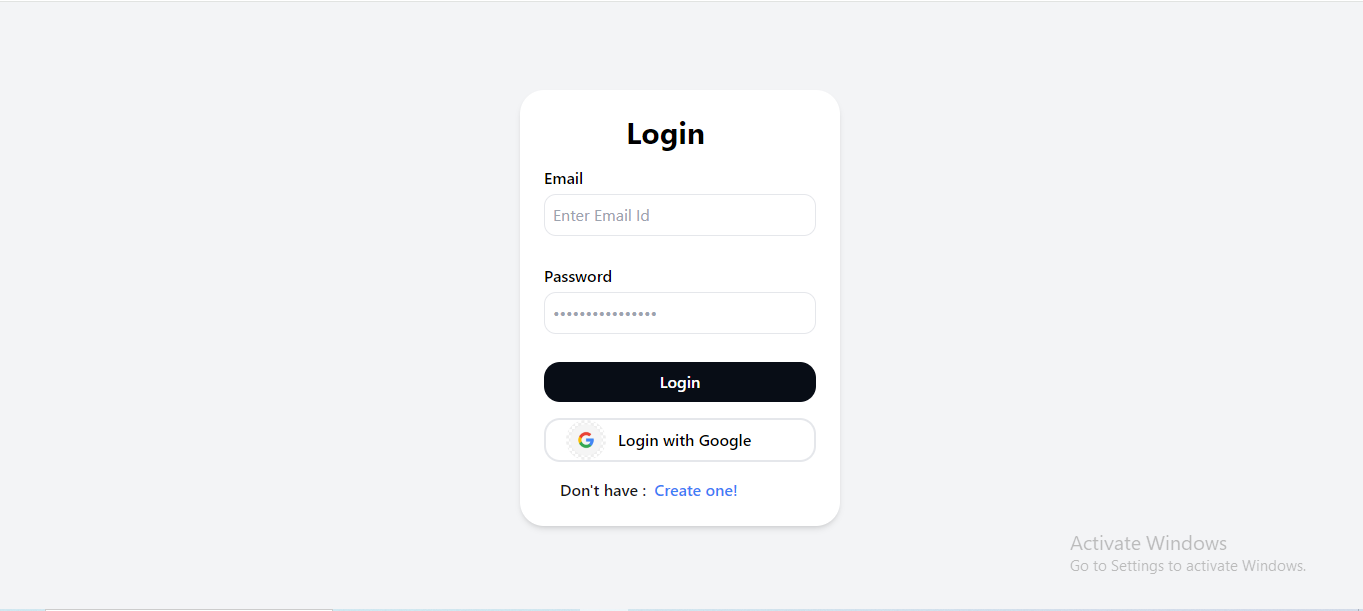 Login
Email
Enter Email Id
Password
••••••••••••••••
Login
Login with Google
Don't have : Create one!
Activate Windows
Go to Settings to activate Windows.